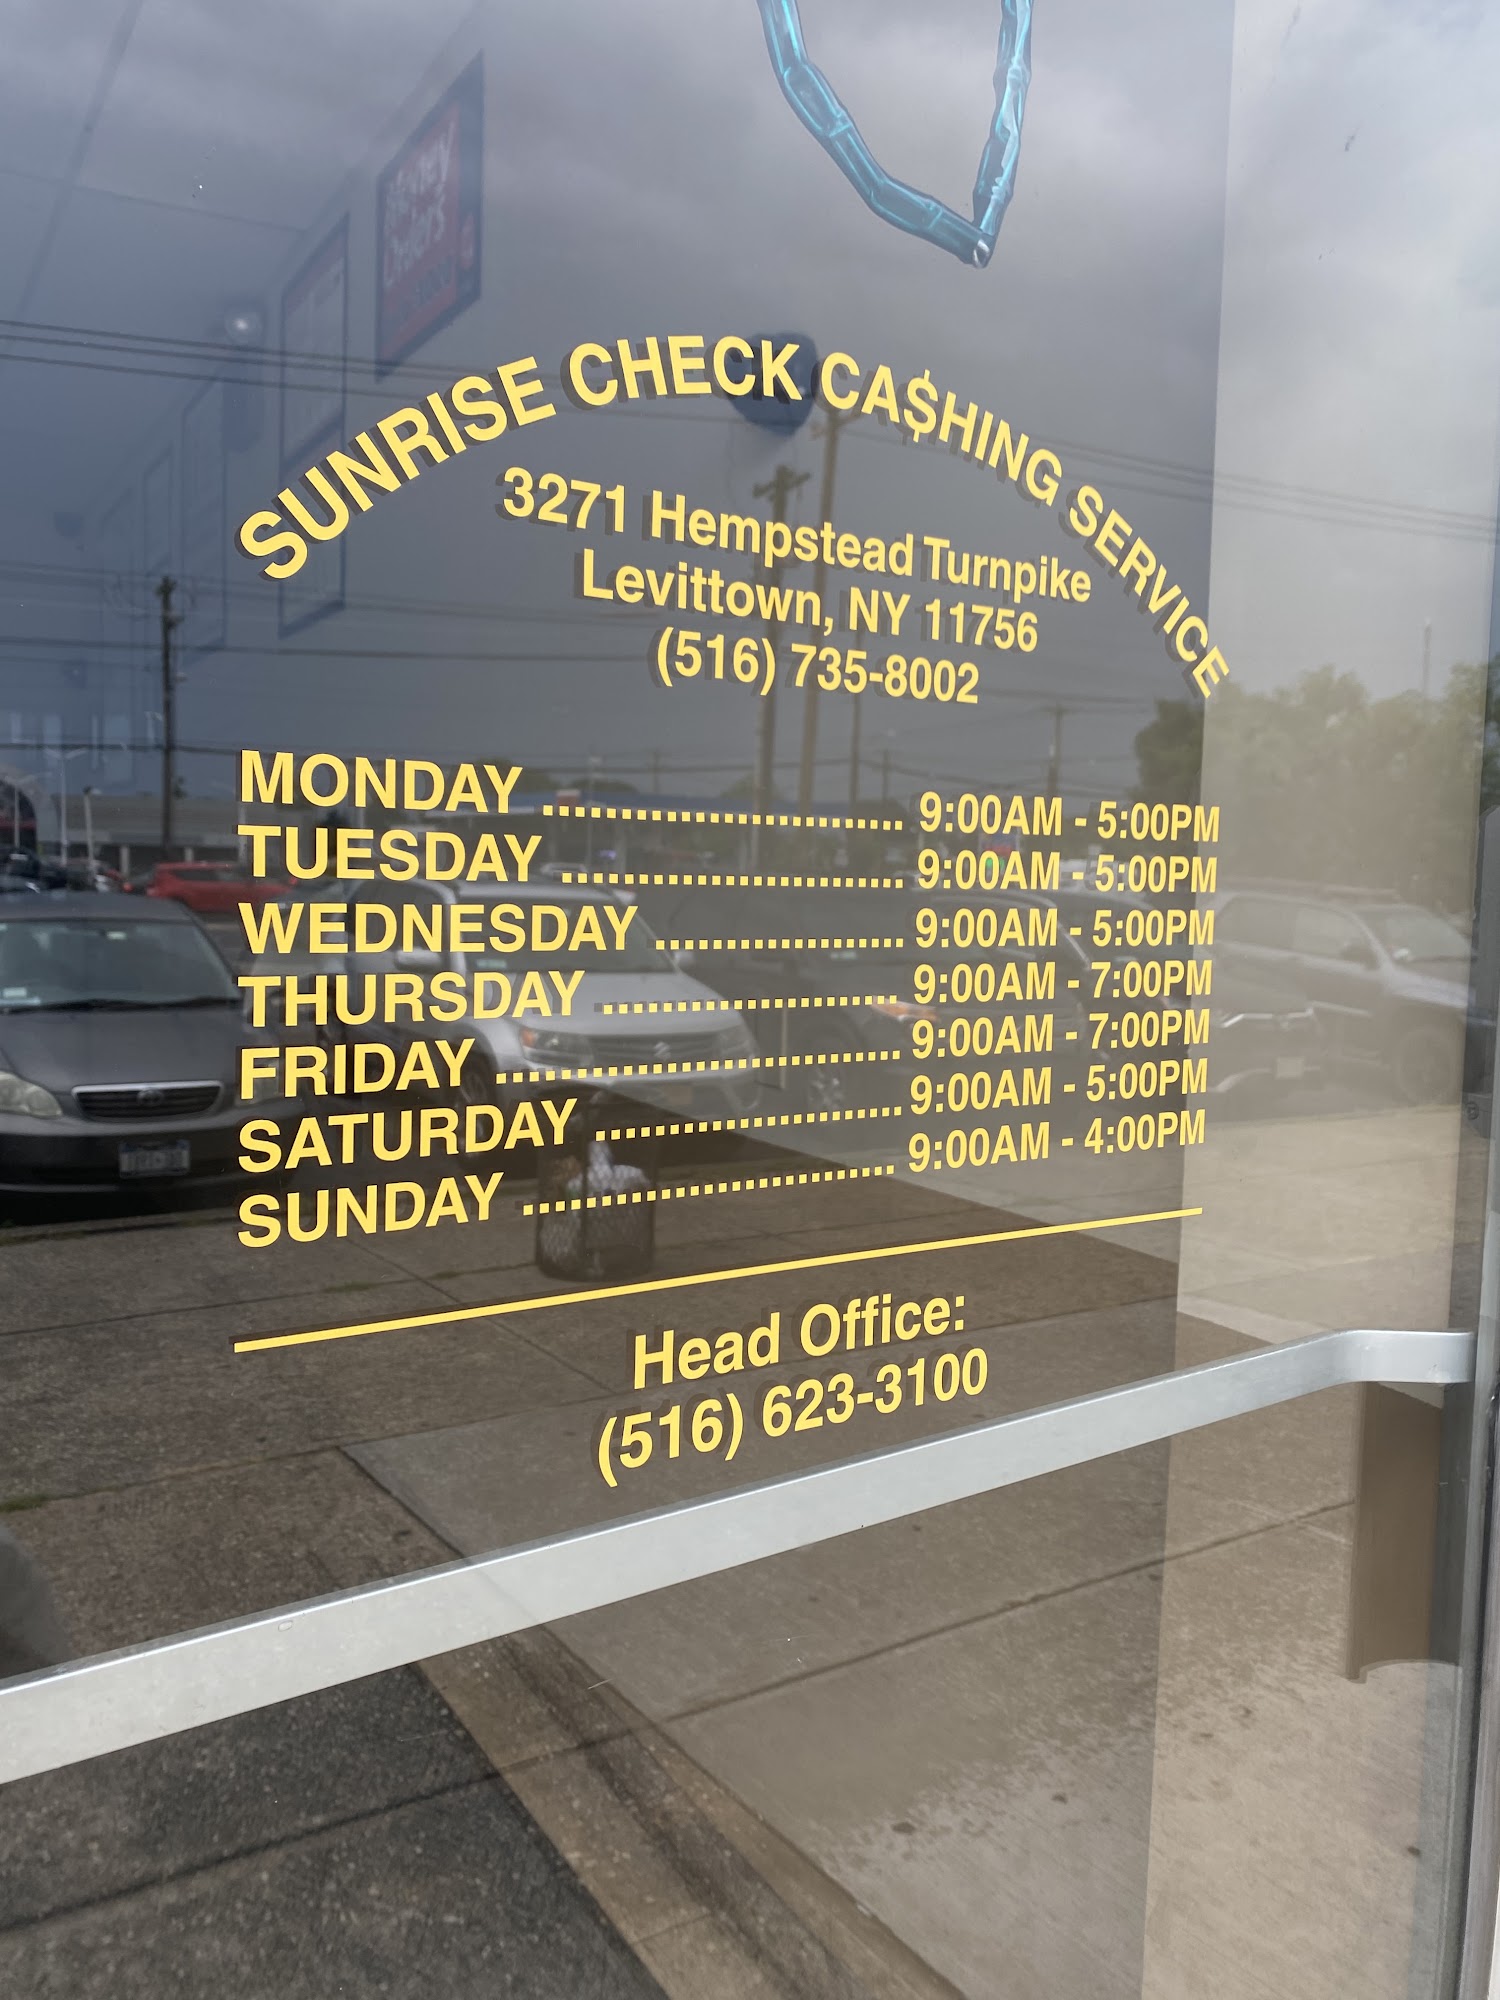 Money
Orders
SUNRISE CHECK CA$HING SERVICE
3271 Hempstead Turnpike
Levittown, NY 11756
(516) 735-8002
MONDAY .......................... 9:00AM - 5:00PM
TUESDAY ........................ 9:00AM - 5:00PM
WEDNESDAY .................. 9:00AM - 5:00PM
THURSDAY ..................... 9:00AM - 7:00PM
FRIDAY ............................ 9:00AM - 7:00PM
SATURDAY ...................... 9:00AM - 5:00PM
SUNDAY .......................... 9:00AM - 4:00PM
Head Office:
(516) 623-3100